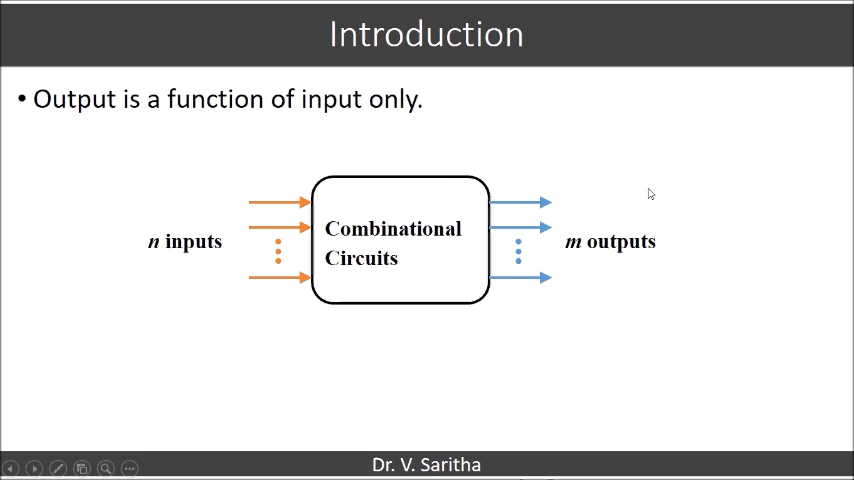 Introduction
• Output is a function of input only.
n inputs
Combinational
Circuits
m outputs
Dr. V. Saritha